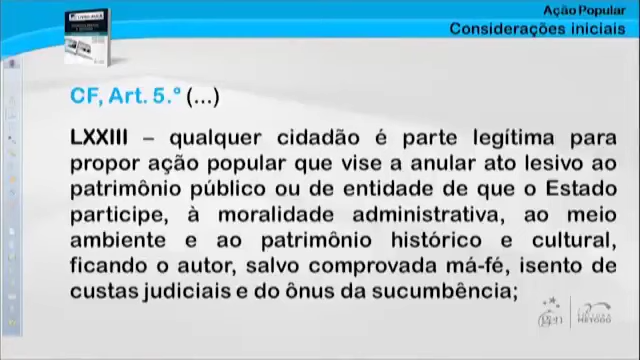 Ação Popular
Considerações iniciais
CF, Art. 5.º (...)
LXXIII – qualquer cidadão é parte legítima para
propor ação popular que vise a anular ato lesivo ao
patrimônio público ou de entidade de que o Estado
participe, à moralidade administrativa, ao meio
ambiente e ao patrimônio histórico e cultural,
ficando o autor, salvo comprovada má-fé, isento de
custas judiciais e do ônus da sucumbência;
gen
MÉTODO